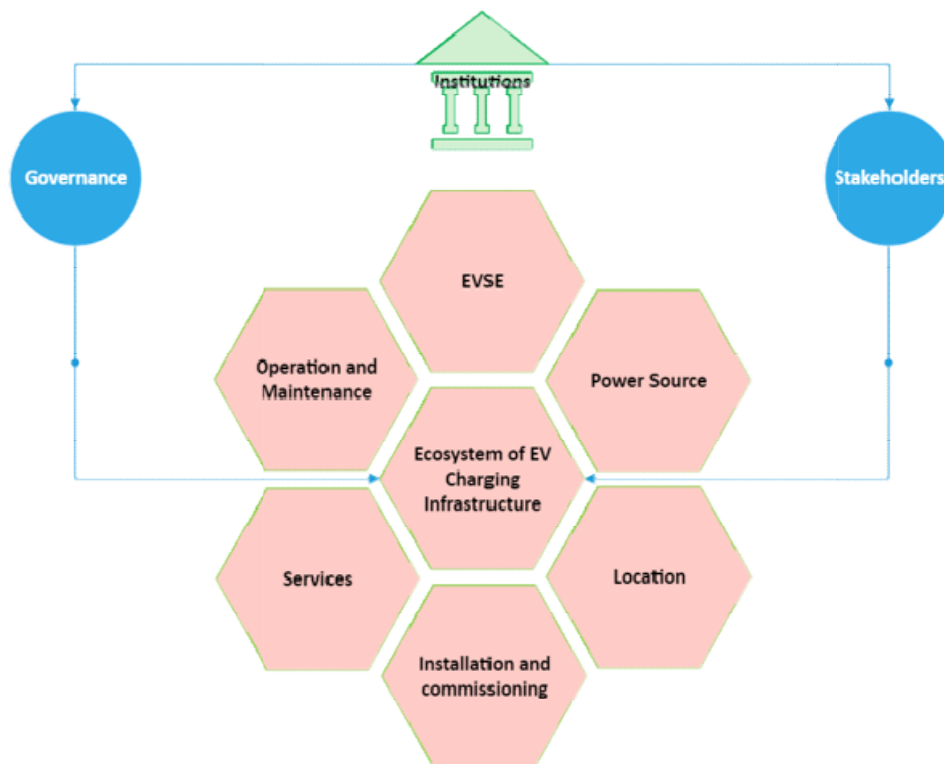 Institutions
Governance
Stakeholders
EVSE
Operation and
Maintenance
Power Source
Ecosystem of EV
Charging
Infrastructure
Services
Location
Installation and
commissioning